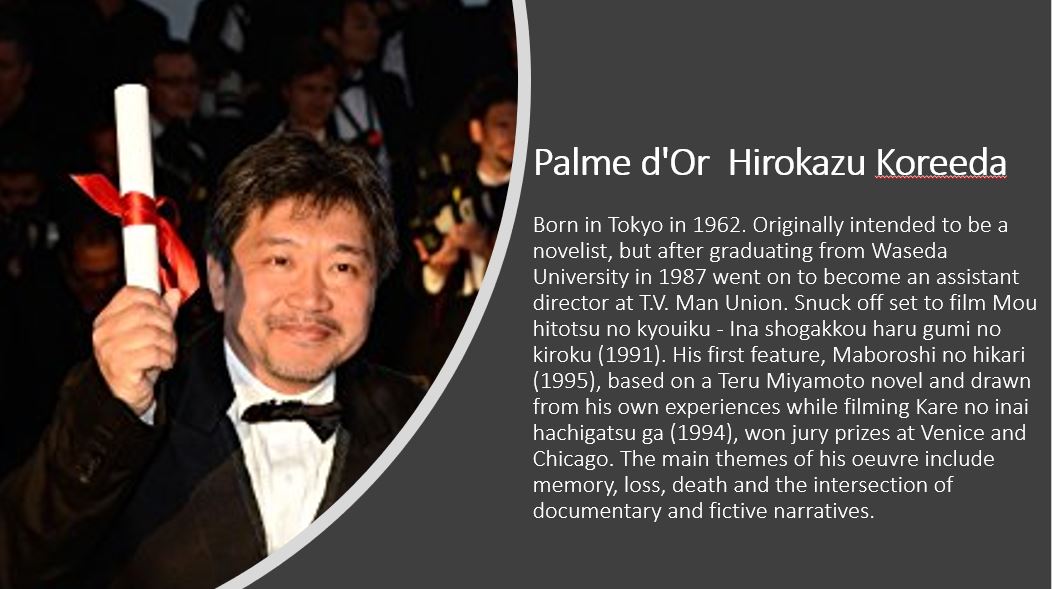 Palme d'Or  Hirokazu Koreeda
Born in Tokyo in 1962. Originally intended to be a
novelist, but after graduating from Waseda
University in 1987 went on to become an assistant
director at T.V. Man Union. Snuck off set to film Mou
hitotsu no kyouiku - Ina shogakkou haru gumi no
kiroku (1991). His first feature, Maboroshi no hikari
(1995), based on a Teru Miyamoto novel and drawn
from his own experiences while filming Kare no inai
hachigatsu ga (1994), won jury prizes at Venice and
Chicago. The main themes of his oeuvre include
memory, loss, death and the intersection of
documentary and fictive narratives.